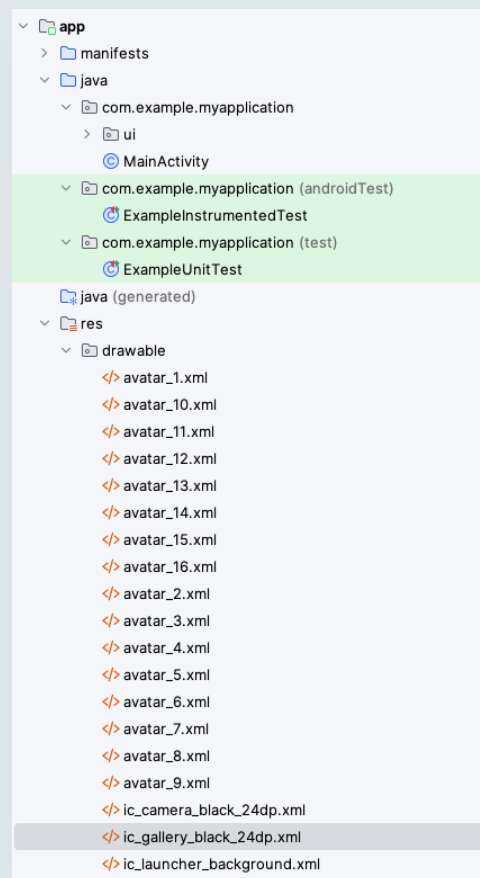 app
manifests
java
com.example.myapplication
ui
MainActivity
com.example.myapplication (androidTest)
ExampleInstrumentedTest
com.example.myapplication (test)
ExampleUnitTest
java (generated)
res
drawable
avatar_1.xml
avatar_10.xml
avatar_11.xml
avatar_12.xml
avatar_13.xml
avatar_14.xml
avatar_15.xml
avatar_16.xml
avatar_2.xml
avatar_3.xml
avatar_4.xml
avatar_5.xml
avatar_6.xml
avatar_7.xml
avatar_8.xml
avatar_9.xml
ic_camera_black_24dp.xml
ic_gallery_black_24dp.xml
ic_launcher_background.xml